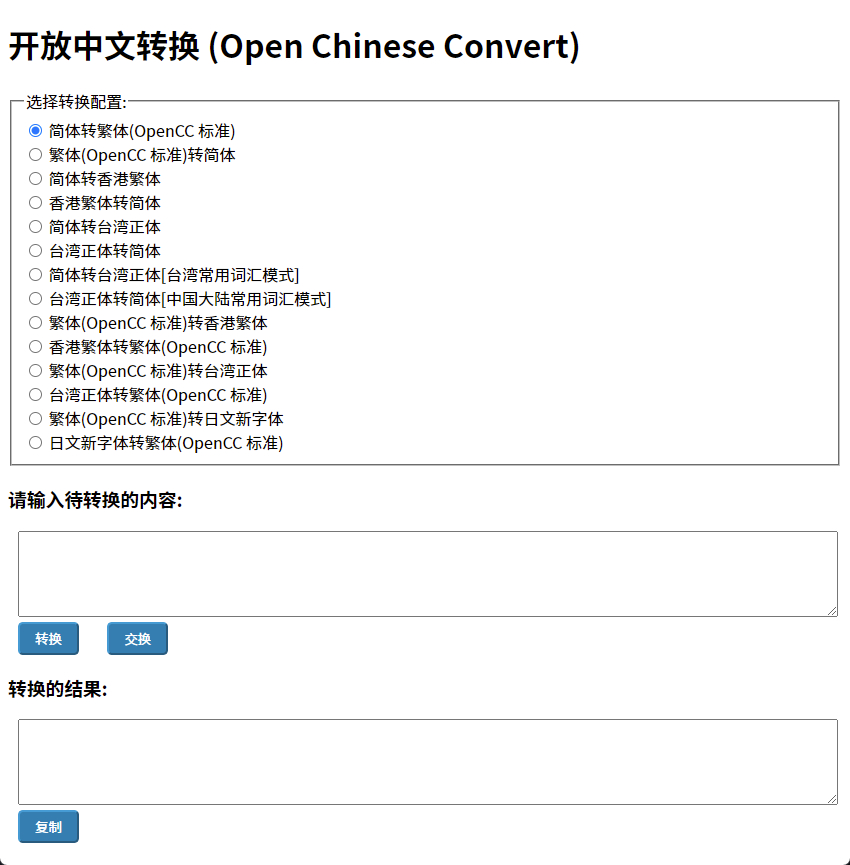 开放中文转换 (Open Chinese Convert)
选择转换配置:
简体转繁体(OpenCC 标准)
繁体(OpenCC 标准)转简体
简体转香港繁体
香港繁体转简体
简体转台湾正体
台湾正体转简体
简体转台湾正体[台湾常用词汇模式]
台湾正体转简体[中国大陆常用词汇模式]
繁体(OpenCC 标准)转香港繁体
香港繁体转繁体(OpenCC 标准)
繁体(OpenCC 标准)转台湾正体
台湾正体转繁体(OpenCC 标准)
繁体(OpenCC 标准)转日文新字体
日文新字体转繁体(OpenCC 标准)
请输入待转换的内容:
转换 交换
转换的结果:
复制